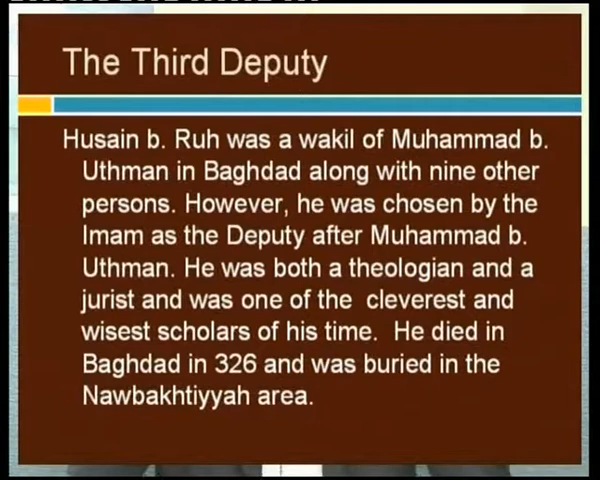 The Third Deputy
Husain b. Ruh was a wakil of Muhammad b.
Uthman in Baghdad along with nine other
persons. However, he was chosen by the
Imam as the Deputy after Muhammad b.
Uthman. He was both a theologian and a
jurist and was one of the cleverest and
wisest scholars of his time. He died in
Baghdad in 326 and was buried in the
Nawbakhtiyyah area.